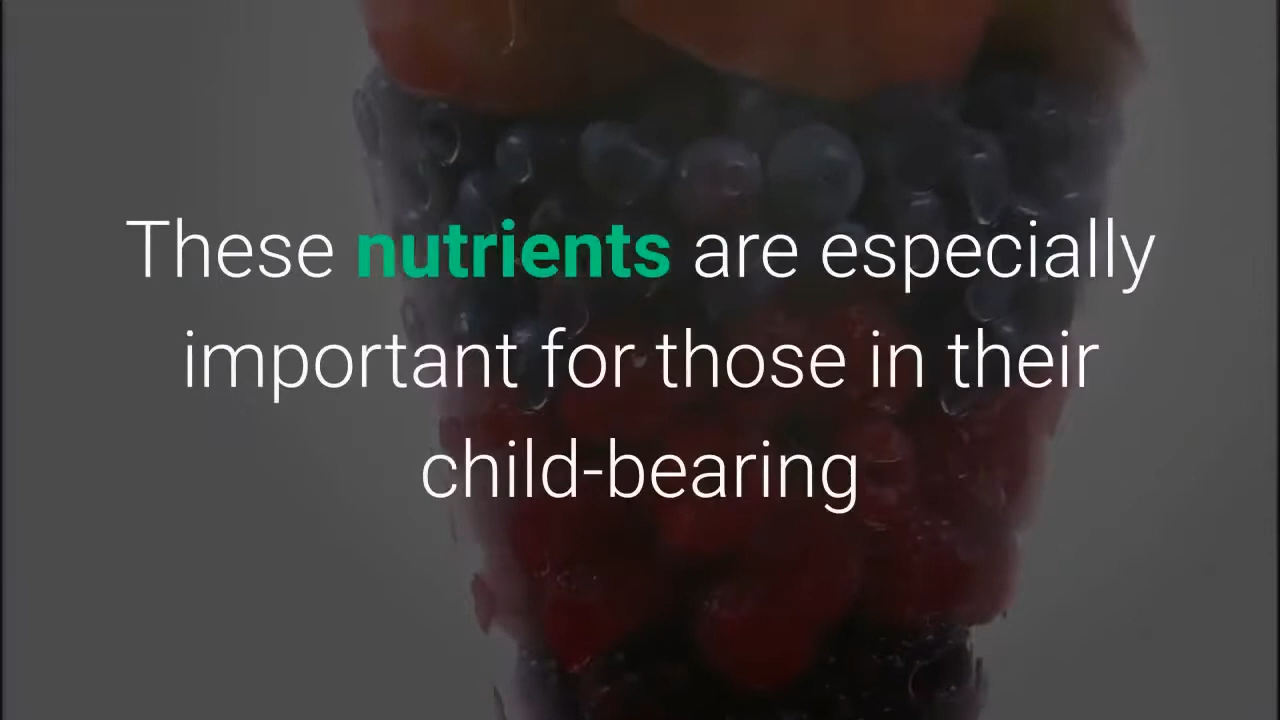 These nutrients are especially
important for those in their
child-bearing